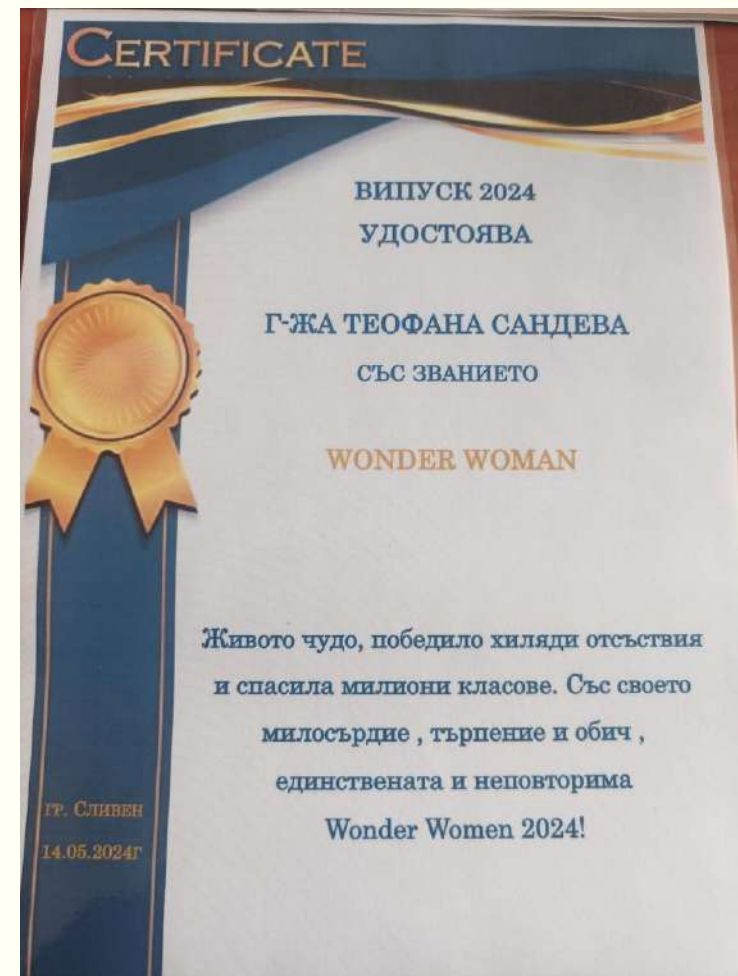 CERTIFICATE
ВИПУСК 2024
УДОСТОЯВА
Г-ЖА ТЕОФАНА САНДЕВА
СЪС ЗВАНИЕТО
WONDER WOMAN
Живото чудо, победило хиляди отсъствия
и спасила милиони класове. Със своето
милосърдие , търпение и обич ,
единствената и неповторима
Wonder Women 2024!
гр. Сливен
14.05.2024г